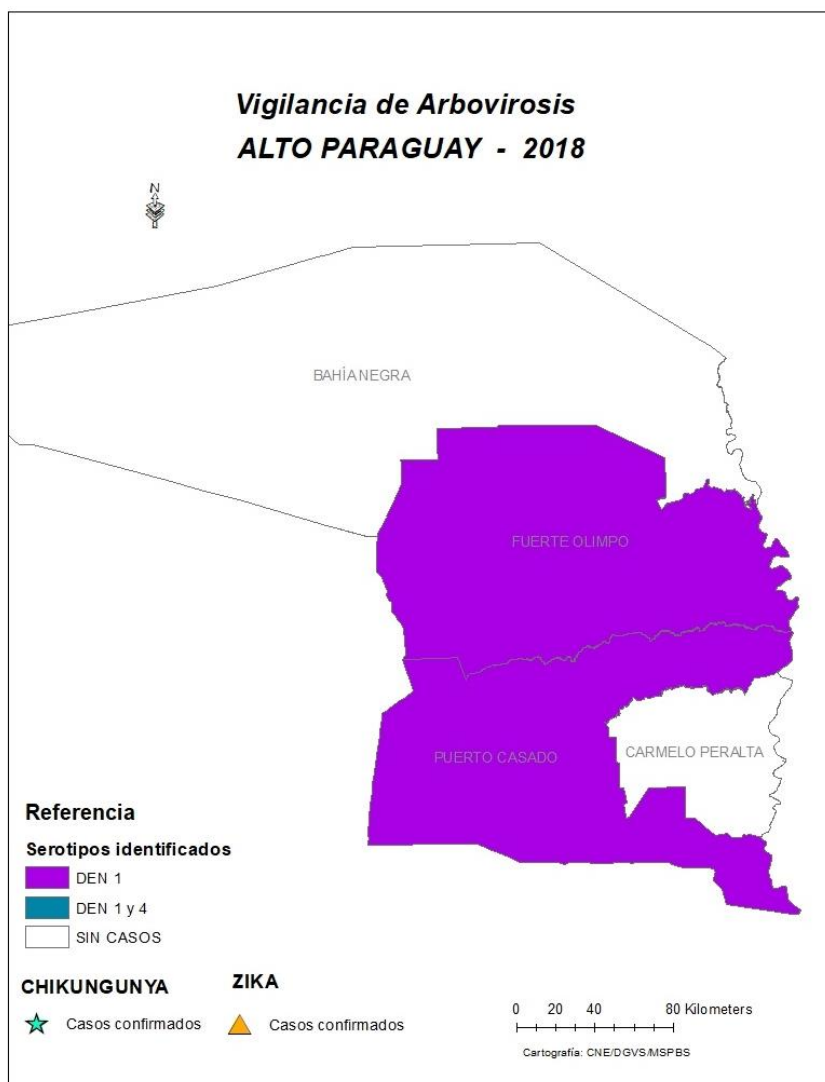 Vigilancia de Arbovirosis
ALTO PARAGUAY - 2018
N
BAHÍA NEGRA
FUERTE OLIMPO
PUERTO CASADO
CARMELO PERALTA
Referencia
Serotipos identificados
DEN 1
DEN 1 y 4
SIN CASOS
CHIKUNGUNYA
ZIKA
Casos confirmados
Casos confirmados
0 20 40 80 Kilometers
Cartografía: CNE/DGVS/MSPBS